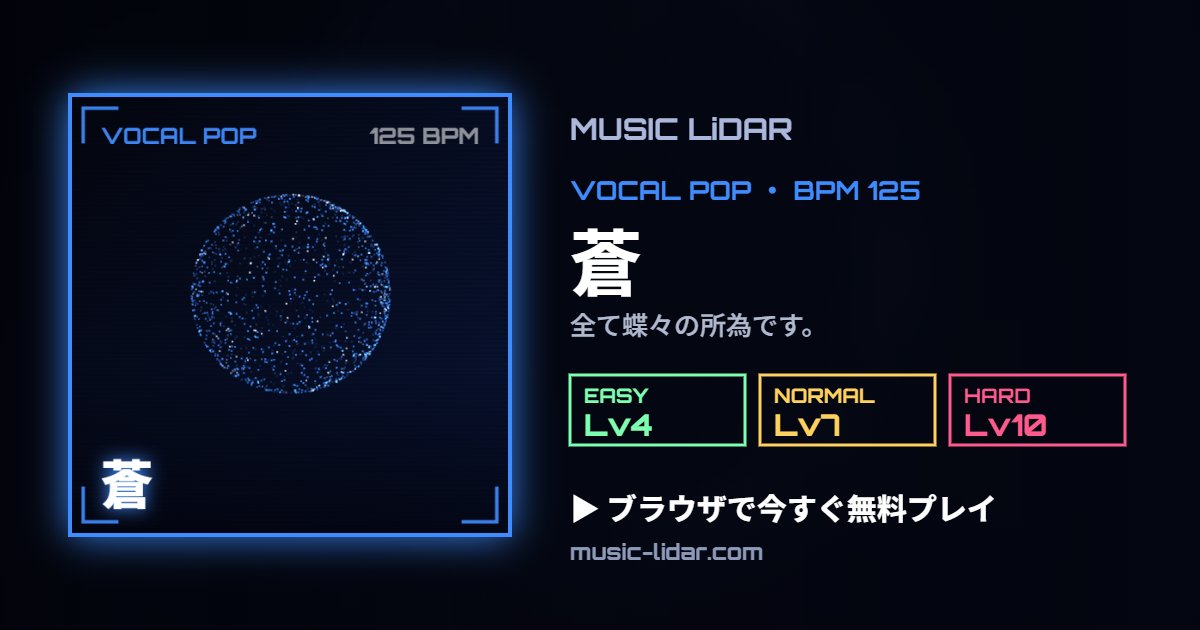 VOCAL POP
125 BPM
蒼
MUSIC LiDAR
VOCAL POP・BPM 125
蒼
全て蝶々の所為です。
EASY
Lv4
NORMAL
Lv7
HARD
Lv10
▶ ブラウザで今すぐ無料プレイ
music-lidar.com